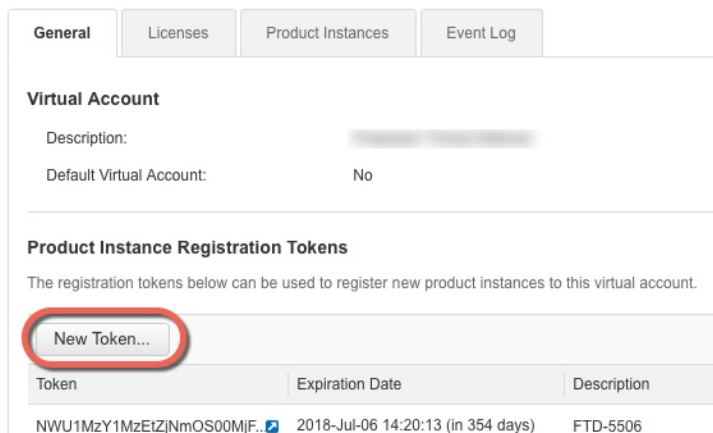 General Licenses Product Instances Event Log
Virtual Account
Description:
Default Virtual Account: No
Product Instance Registration Tokens
The registration tokens below can be used to register new product instances to this virtual account.
New Token...
Token Expiration Date Description
NWU1MzY1MzEtZjNmOS00MjF.. 2018-Jul-06 14:20:13 (in 354 days) FTD-5506